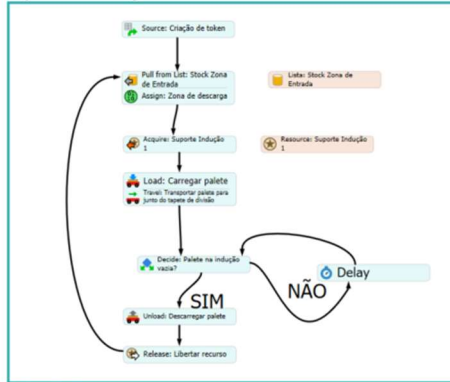 Source: Criação de token
Pull from List: Stock Zona
de Entrada
Assign: Zona de descarga
Lista: Stock Zona de
Entrada
Acquire: Suporte Indução
1
Resource: Suporte Indução
1
Load: Carregar palete
Travel: Transportar palete para
junto do tapete de divisão
Decide: Palete na indução
vazia?
Delay
SIM
NÃO
Unload: Descarregar palete
Release: Libertar recurso